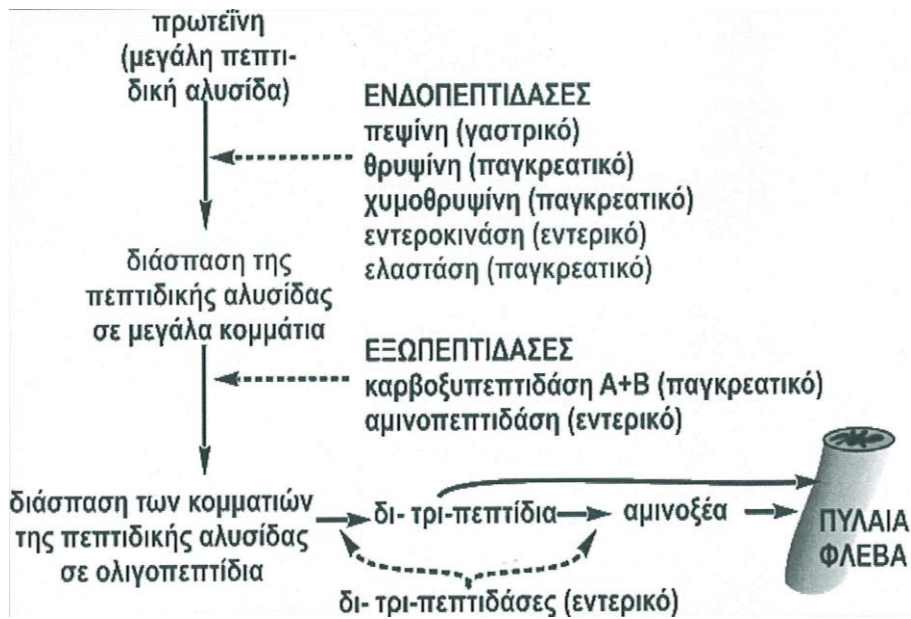 πρωτεΐνη
(μεγάλη πεπτι-
δική αλυσίδα)
ΕΝΔΟΠΕΠΤΙΔΑΣΕΣ
πεψίνη (γαστρικό)
θρυψίνη (παγκρεατικό)
χυμοθρυψίνη (παγκρεατικό)
εντεροκινάση (εντερικό)
ελαστάση (παγκρεατικό)
διάσπαση της
πεπτιδικής αλυσίδας
σε μεγάλα κομμάτια
ΕΞΩΠΕΠΤΙΔΑΣΕΣ
καρβοξυπεπτιδάση Α+Β (παγκρεατικό)
αμινοπεπτιδάση (εντερικό)
διάσπαση των κομματιών
της πεπτιδικής αλυσίδας
σε ολιγοπεπτίδια
δι- τρι-πεπτίδια
αμινοξέα
ΠΥΛΑΙΑ
ΦΛΕΒΑ
δι- τρι-πεπτιδάσες (εντερικό)